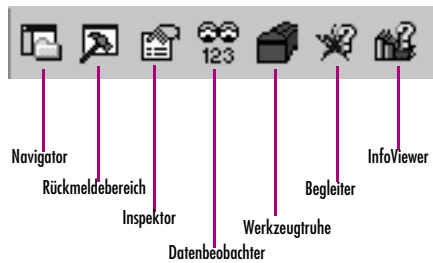 123
Navigator
Rückmeldebereich
Inspektor
Datenbeobachter
Werkzeugtruhe
Begleiter
InfoViewer